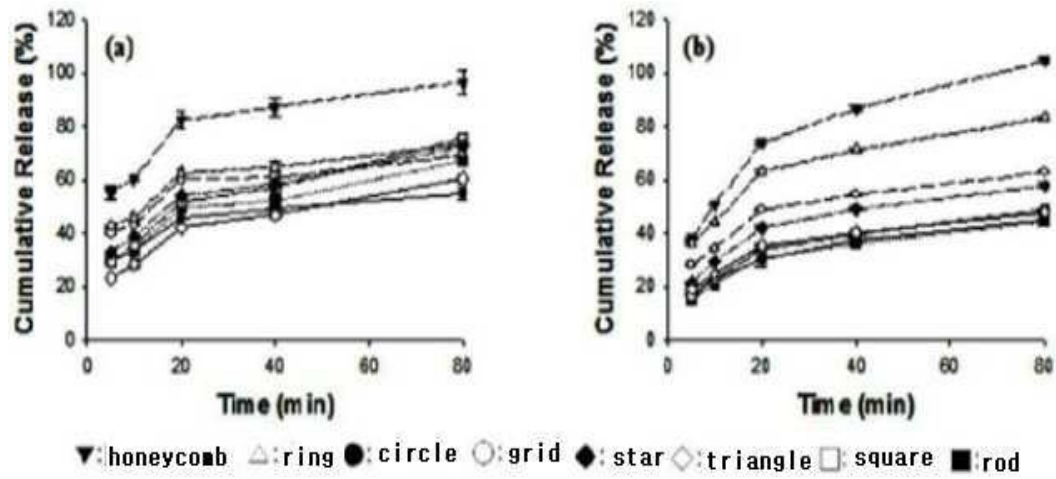 120
100
80
60
40
20
0
Cumulative Release (%)
(a)
0 20 40 60 80
Time (min)
120
100
80
60
40
20
0
Cumulative Release (%)
(b)
0 20 40 60 80
Time (min)
▼:honeycomb △:ring ●:circle ○:grid ◆:star ◇:triangle □:square ■:rod